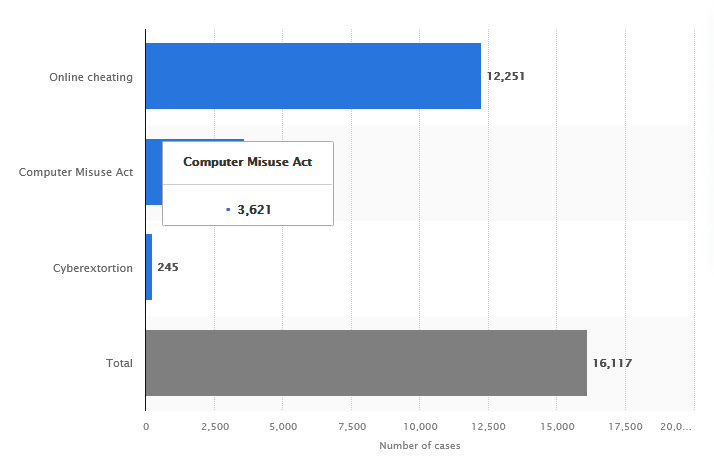 Online cheating
12,251
Computer Misuse Act
Computer Misuse Act
3,621
Cyberextortion
245
Total
16,117
0 2,500 5,000 7,500 10,000 12,500 15,000 17,500 20,0...
Number of cases